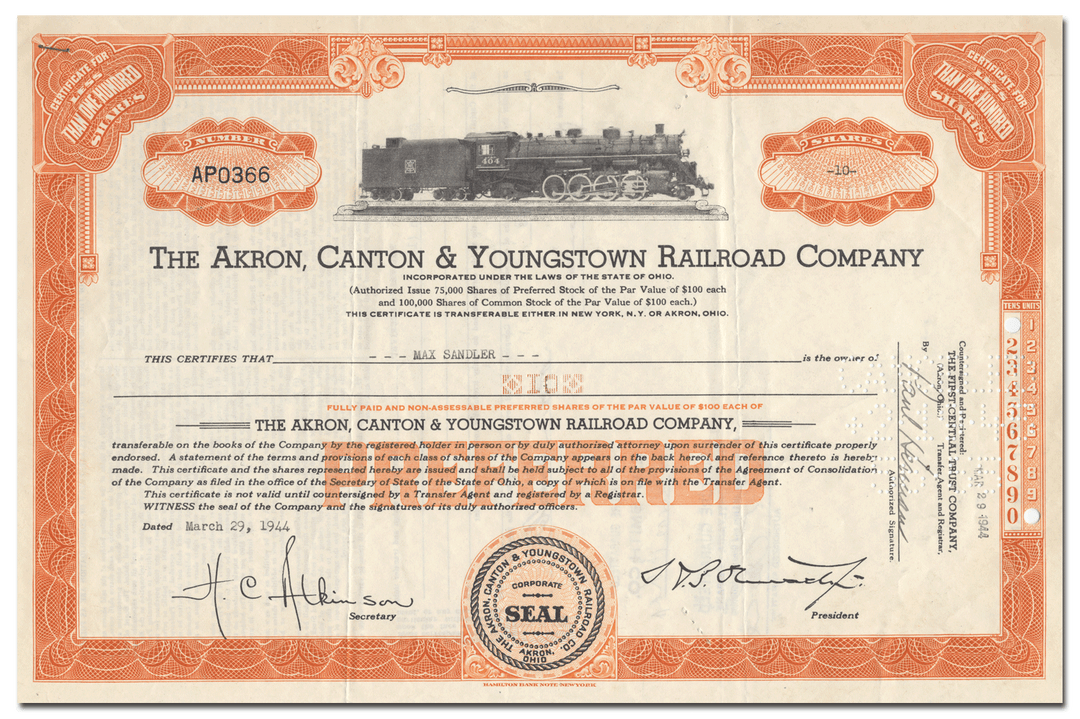 CERTIFICATE FOR
LESS
THAN ONE HUNDRED
SHARES
CERTIFICATE FOR
LESS
THAN ONE HUNDRED
SHARES
NUMBER
AP0366
SHARES
-10-
404
THE AKRON, CANTON & YOUNGSTOWN RAILROAD COMPANY
INCORPORATED UNDER THE LAWS OF THE STATE OF OHIO.
(Authorized Issue 75,000 Shares of Preferred Stock of the Par Value of $100 each
and 100,000 Shares of Common Stock of the Par Value of $100 each.)
THIS CERTIFICATE IS TRANSFERABLE EITHER IN NEW YORK, N.Y. OR AKRON, OHIO.
THIS CERTIFIES THAT - - - MAX SANDLER - - - is the owner of
FULLY PAID AND NON-ASSESSABLE PREFERRED SHARES OF THE PAR VALUE OF $100 EACH OF
THE AKRON, CANTON & YOUNGSTOWN RAILROAD COMPANY,
PREFERRED
transferable on the books of the Company by the registered holder in person or by duly authorized attorney upon surrender of this certificate properly
endorsed. A statement of the terms and provisions of each class of shares of the Company appears on the back hereof and reference thereto is hereby
made. This certificate and the shares represented hereby are issued and shall be held subject to all of the provisions of the Agreement of Consolidation
of the Company as filed in the office of the Secretary of State of the State of Ohio, a copy of which is on file with the Transfer Agent.
This certificate is not valid until countersigned by a Transfer Agent and registered by a Registrar.
WITNESS the seal of the Company and the signatures of its duly authorized officers.
Dated March 29, 1944
H. C. Atkinson
Secretary
President
THE AKRON, CANTON & YOUNGSTOWN RAILROAD CO.
CORPORATE
SEAL
AKRON, OHIO
Countersigned and Registered:
THE FIRST-CENTRAL TRUST COMPANY,
(Akron, Ohio.) Transfer Agent and Registrar,
By
Authorized Signature.
MAR 29 1944
TENS UNITS
1
2 2
3 3
4 4
5 5
6 6
7 7
8 8
9 9
0
HAMILTON BANK NOTE NEW YORK